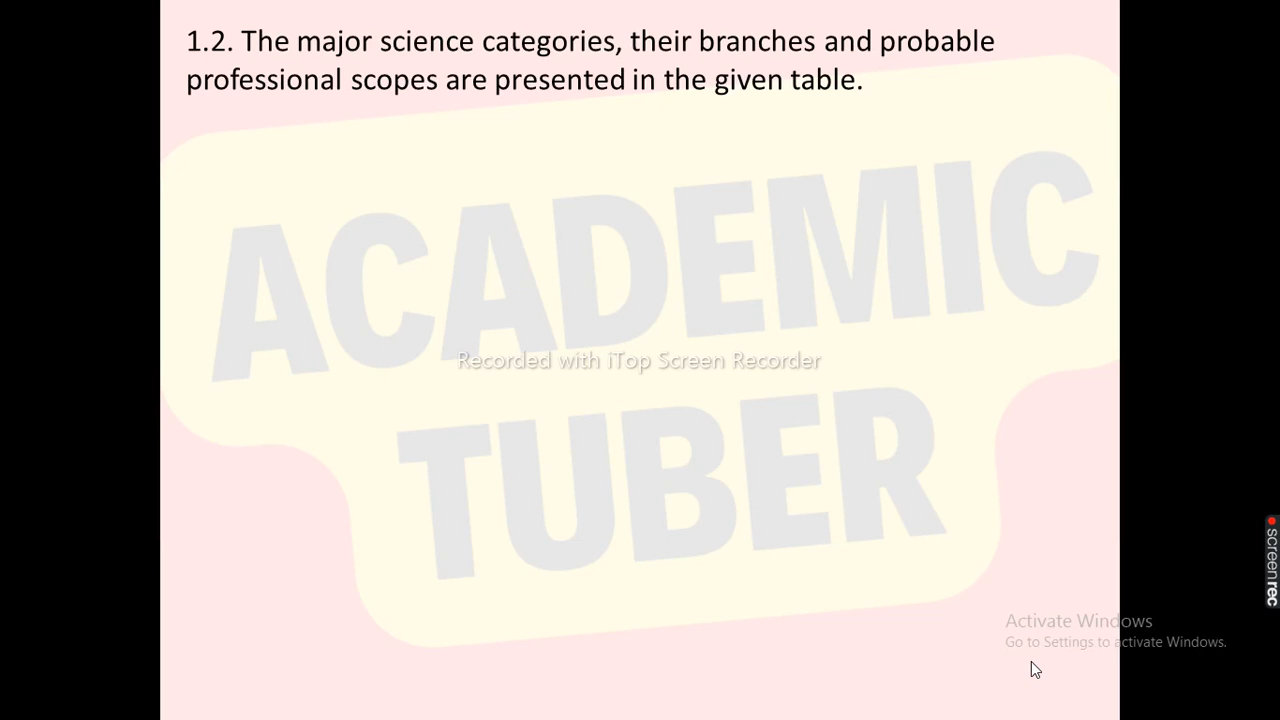 1.2. The major science categories, their branches and probable
professional scopes are presented in the given table.
ACADEMIC
Recorded with iTop Screen Recorder
TUBER
screenrec
Activate Windows
Go to Settings to activate Windows.